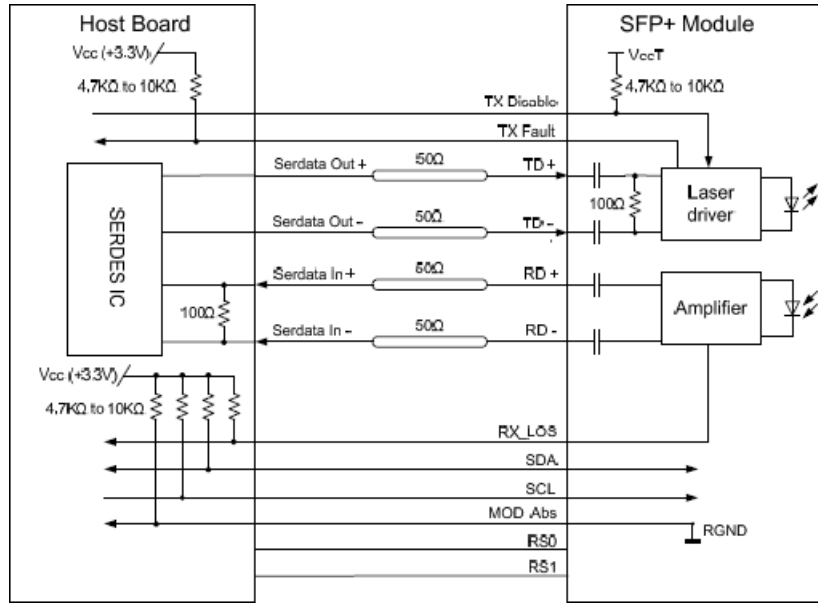 Host Board
SFP+ Module
Vcc (+3.3V)
VccT
4.7KΩ to 10KΩ
4.7KΩ to 10KΩ
TX Disable
TX Fault
Serdata Out +
50Ω
TD +
Serdata Out -
50Ω
TD -
100Ω
Laser
driver
SERDES IC
Serdata In +
50Ω
RD +
100Ω
Serdata In -
50Ω
RD -
Amplifier
Vcc (+3.3V)
4.7KΩ to 10KΩ
RX_LOS
SDA
SCL
MOD Abs
RGND
RS0
RS1